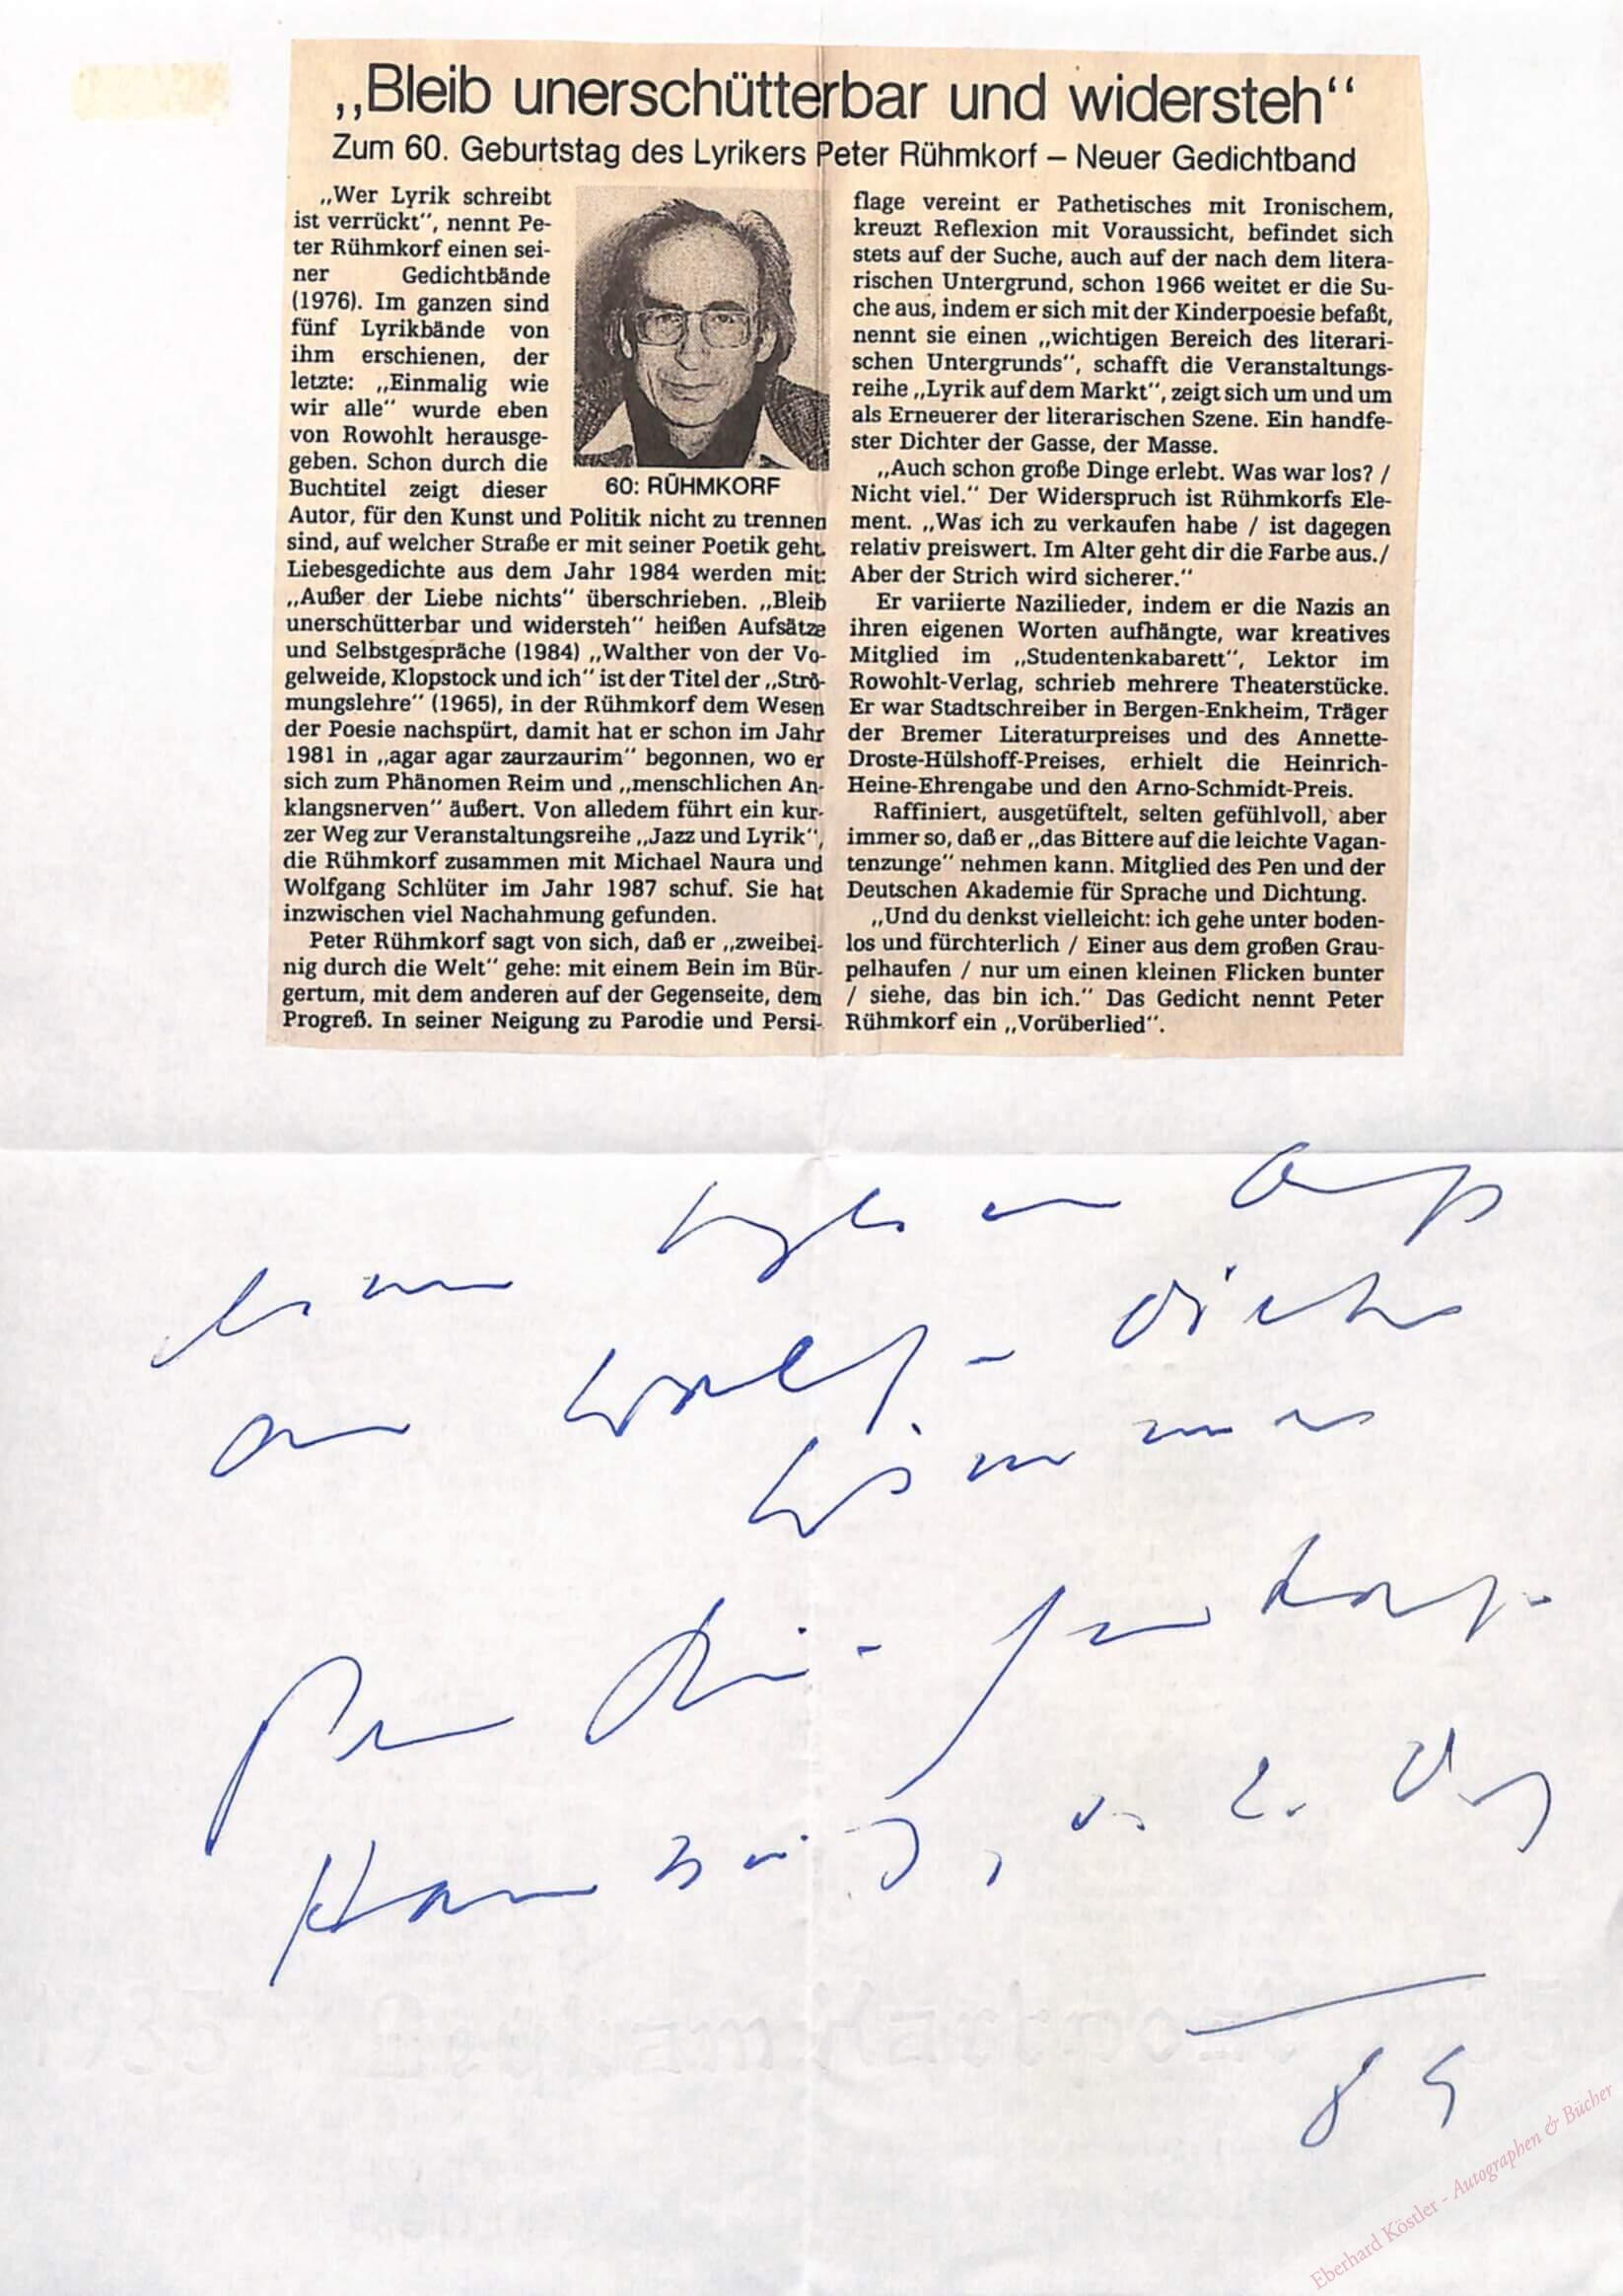 „Bleib unerschütterbar und widersteh“
Zum 60. Geburtstag des Lyrikers Peter Rühmkorf – Neuer Gedichtband
„Wer Lyrik schreibt
ist verrückt“, nennt Pe-
ter Rühmkorf einen sei-
ner Gedichtbände
(1976). Im ganzen sind
fünf Lyrikbände von
ihm erschienen, der
letzte: „Einmalig wie
wir alle“ wurde eben
von Rowohlt herausge-
geben. Schon durch die
Buchtitel zeigt dieser
60: RÜHMKORF
Autor, für den Kunst und Politik nicht zu trennen
sind, auf welcher Straße er mit seiner Poetik geht.
Liebesgedichte aus dem Jahr 1984 werden mit:
„Außer der Liebe nichts“ überschrieben. „Bleib
unerschütterbar und widersteh“ heißen Aufsätze
und Selbstgespräche (1984) „Walther von der Vo-
gelweide, Klopstock und ich“ ist der Titel der „Strö-
mungslehre“ (1965), in der Rühmkorf dem Wesen
der Poesie nachspürt, damit hat er schon im Jahr
1981 in „agar agar zaurzaurim“ begonnen, wo er
sich zum Phänomen Reim und „menschlichen An-
klangsnerven“ äußert. Von alledem führt ein kur-
zer Weg zur Veranstaltungsreihe „Jazz und Lyrik“,
die Rühmkorf zusammen mit Michael Naura und
Wolfgang Schlüter im Jahr 1987 schuf. Sie hat
inzwischen viel Nachahmung gefunden.
Peter Rühmkorf sagt von sich, daß er „zweibei-
nig durch die Welt“ gehe: mit einem Bein im Bür-
gertum, mit dem anderen auf der Gegenseite, dem
Progreß. In seiner Neigung zu Parodie und Persi-
flage vereint er Pathetisches mit Ironischem,
kreuzt Reflexion mit Voraussicht, befindet sich
stets auf der Suche, auch auf der nach dem litera-
rischen Untergrund, schon 1966 weitet er die Su-
che aus, indem er sich mit der Kinderpoesie befaßt,
nennt sie einen „wichtigen Bereich des literari-
schen Untergrunds“, schafft die Veranstaltungs-
reihe „Lyrik auf dem Markt“, zeigt sich um und um
als Erneuerer der literarischen Szene. Ein handfe-
ster Dichter der Gasse, der Masse.
„Auch schon große Dinge erlebt. Was war los? /
Nicht viel.“ Der Widerspruch ist Rühmkorfs Ele-
ment. „Was ich zu verkaufen habe / ist dagegen
relativ preiswert. Im Alter geht dir die Farbe aus./
Aber der Strich wird sicherer.“
Er variierte Nazilieder, indem er die Nazis an
ihren eigenen Worten aufhängte, war kreatives
Mitglied im „Studentenkabarett“, Lektor im
Rowohlt-Verlag, schrieb mehrere Theaterstücke.
Er war Stadtschreiber in Bergen-Enkheim, Träger
der Bremer Literaturpreises und des Annette-
Droste-Hülshoff-Preises, erhielt die Heinrich-
Heine-Ehrengabe und den Arno-Schmidt-Preis.
Raffiniert, ausgetüftelt, selten gefühlvoll, aber
immer so, daß er „das Bittere auf die leichte Vagan-
tenzunge“ nehmen kann. Mitglied des Pen und der
Deutschen Akademie für Sprache und Dichtung.
„Und du denkst vielleicht: ich gehe unter boden-
los und fürchterlich / Einer aus dem großen Grau-
pelhaufen / nur um einen kleinen Flicken bunter
/ siehe, das bin ich.“ Das Gedicht nennt Peter
Rühmkorf ein „Vorüberlied“.
an Wolf-Dieter
Peter Rühmkorf
Hamburg,
89
Eberhard Köstler - Autographen & Bücher